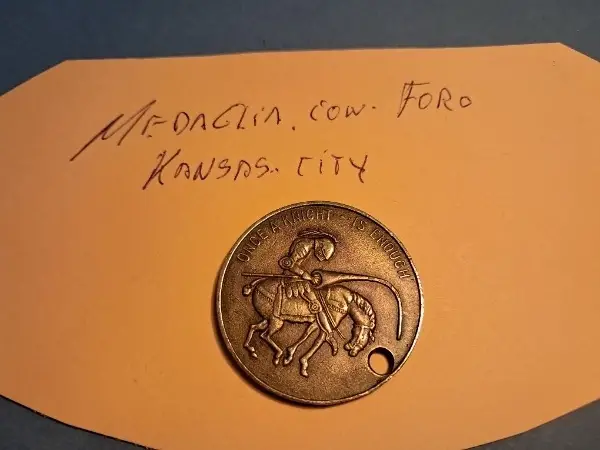 MEDAGLIA. CON. FORO
KANSAS.. CITY
ONCE A KNIGHT - IS ENOUGH